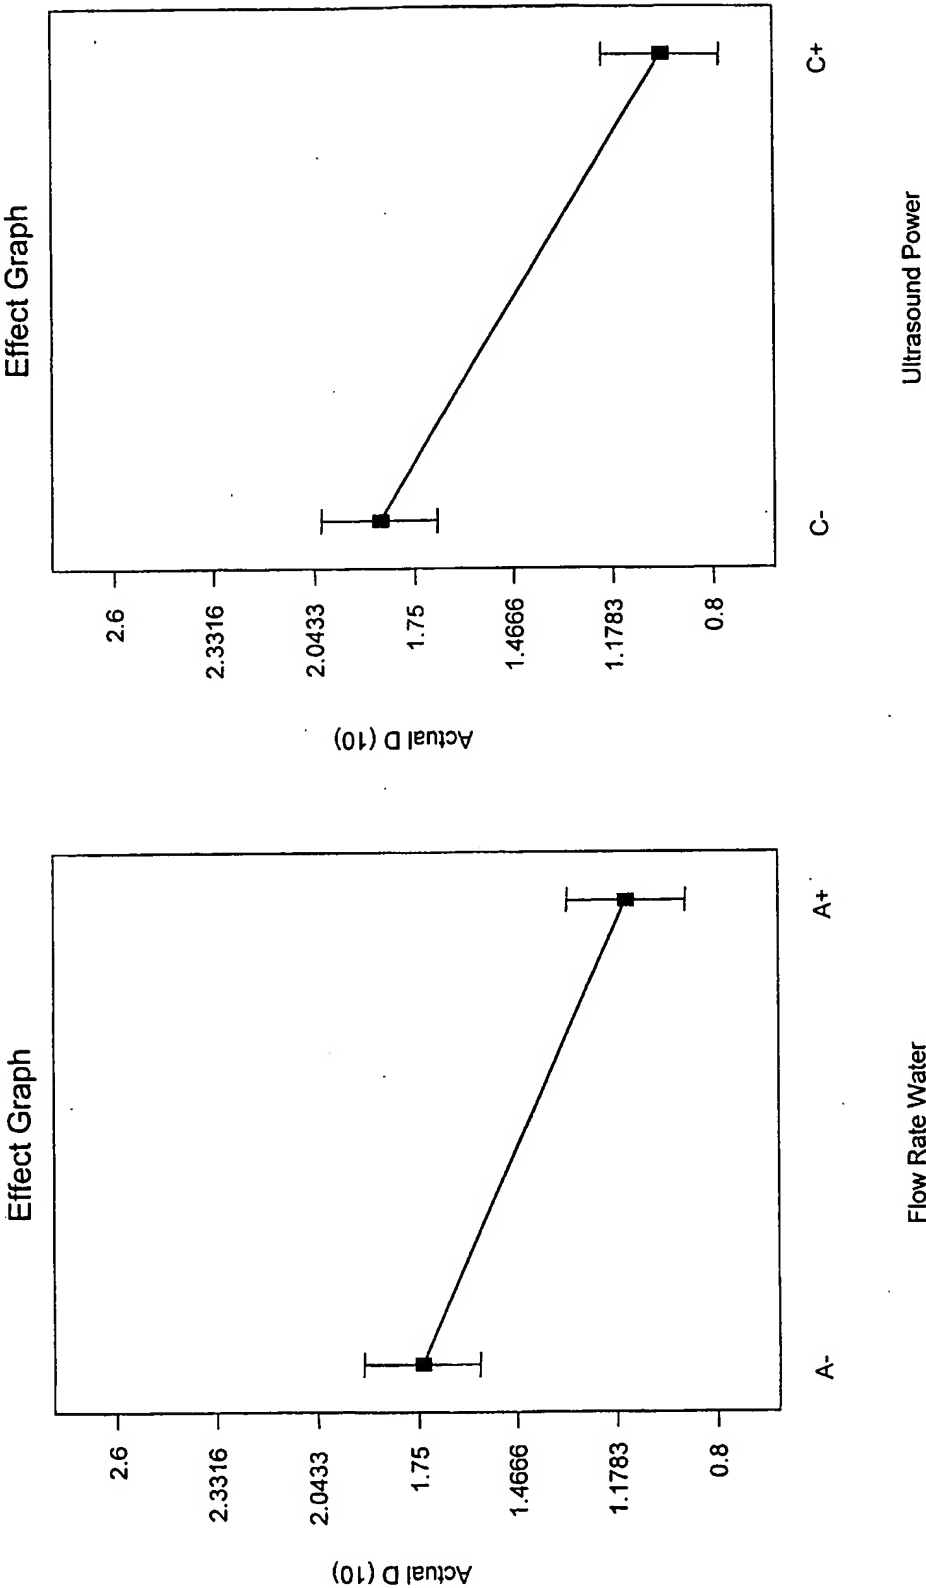 Effect Graph
2.6
2.3316
2.0433
1.75
1.4666
1.1783
0.8
Actual D (10)
A-
A+
Flow Rate Water
Effect Graph
2.6
2.3316
2.0433
1.75
1.4666
1.1783
0.8
Actual D (10)
C-
C+
Ultrasound Power